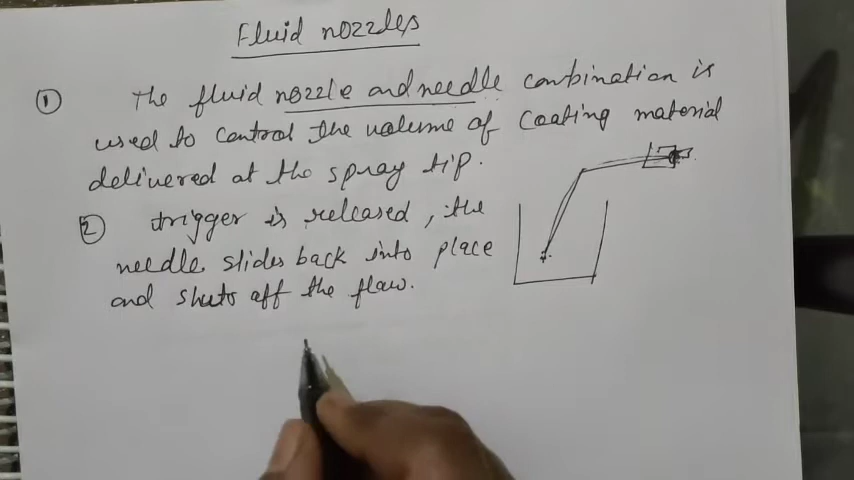 Fluid nozzles
① The fluid nozzle and needle combination is
used to control the volume of coating material
delivered at the spray tip.
② trigger is released, the
needle slides back into place
and shuts off the flow.